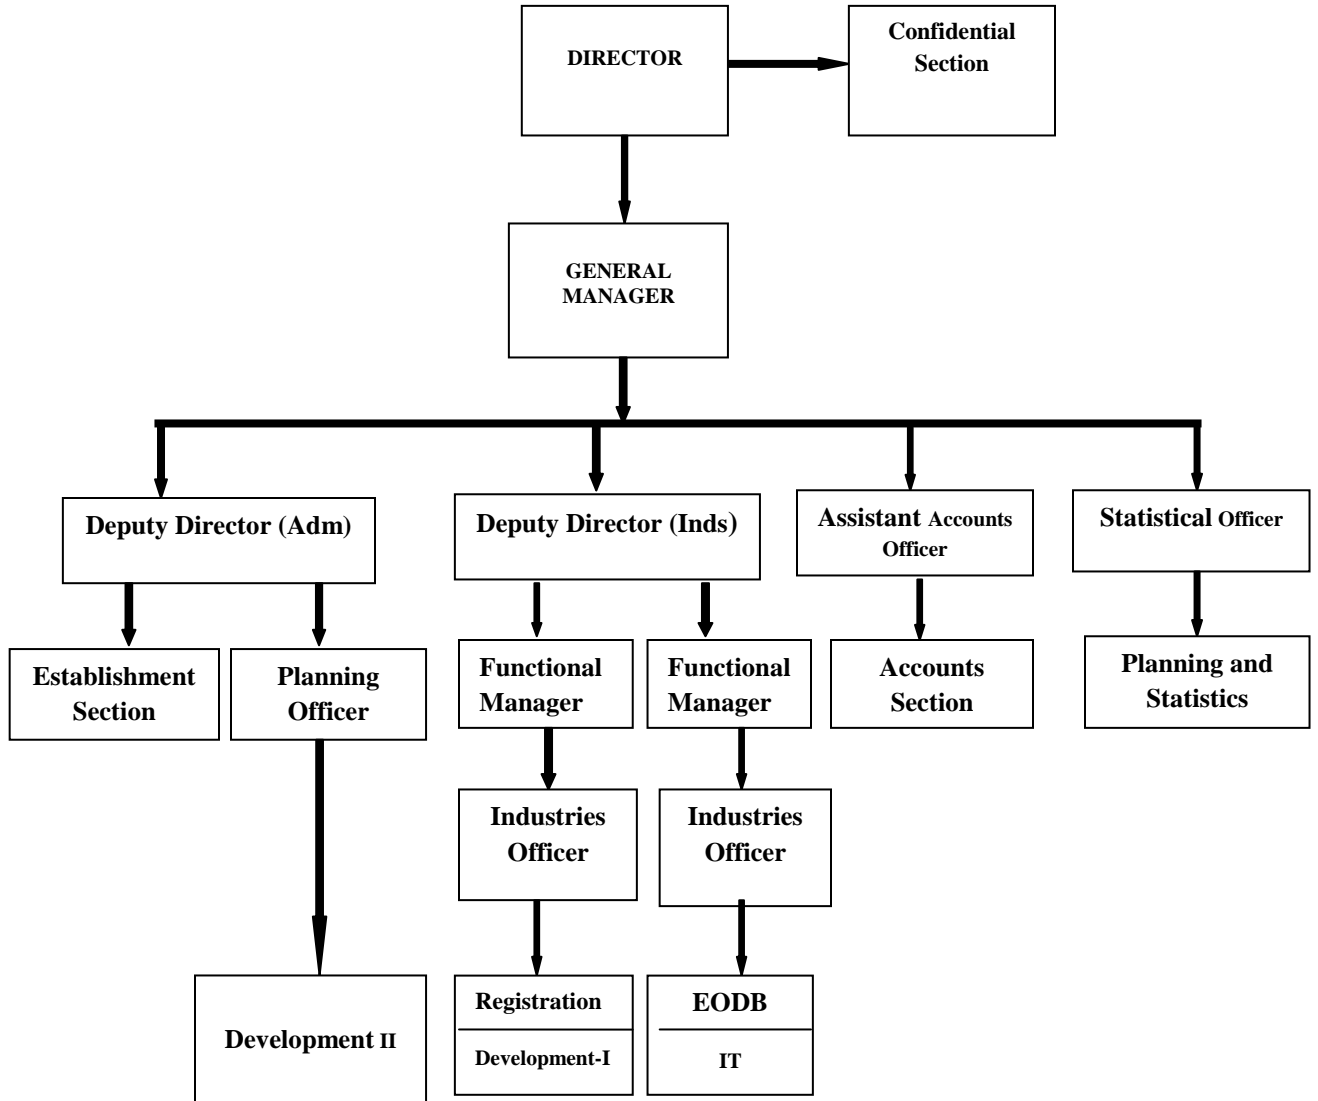 DIRECTOR
Confidential
Section
GENERAL
MANAGER
Deputy Director (Adm)
Deputy Director (Inds)
Assistant Accounts
Officer
Statistical Officer
Establishment
Section
Planning
Officer
Functional
Manager
Functional
Manager
Accounts
Section
Planning and
Statistics
Industries
Officer
Industries
Officer
Development II
Registration
Development-I
EODB
IT